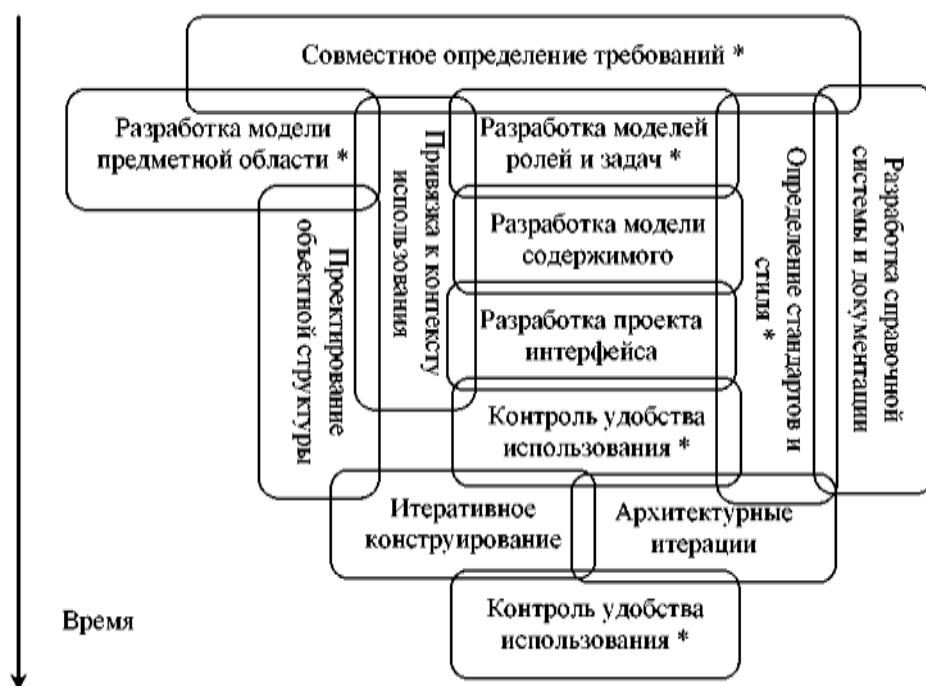 Совместное определение требований *
Разработка модели
предметной области *
Привязка к контексту
использования
Разработка моделей
ролей и задач *
Определение стандартов и
стиля *
Разработка справочной
системы и документации
Проектирование
объектной структуры
Разработка модели
содержимого
Разработка проекта
интерфейса
Контроль удобства
использования *
Итеративное
конструирование
Архитектурные
итерации
Контроль удобства
использования *
Время